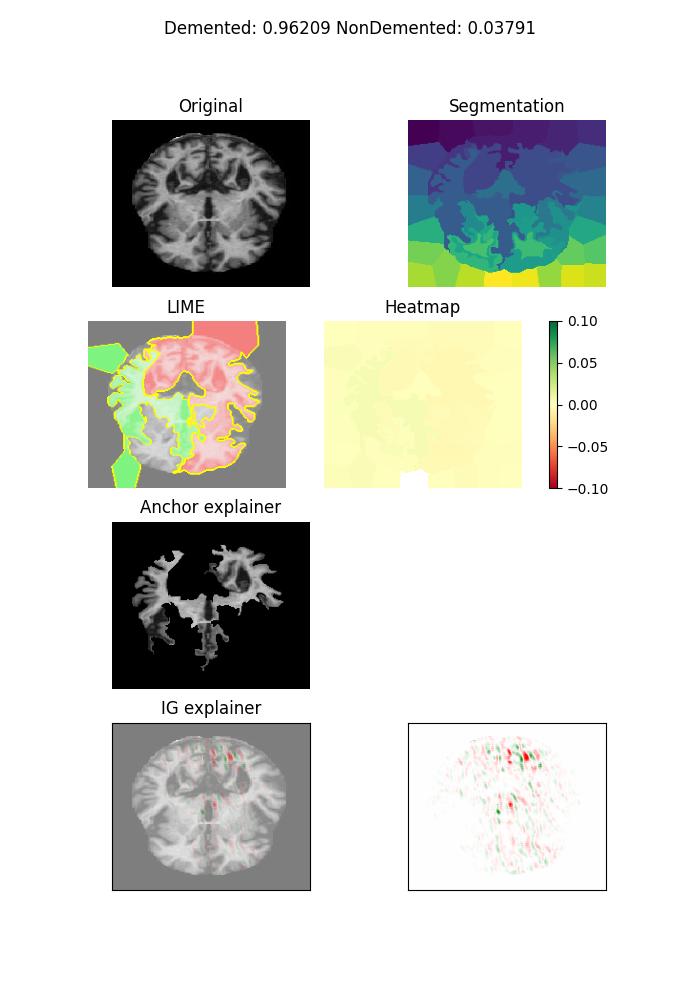 Demented: 0.96209 NonDemented: 0.03791
Original
Segmentation
LIME
Heatmap
0.10
0.05
0.00
−0.05
−0.10
Anchor explainer
IG explainer